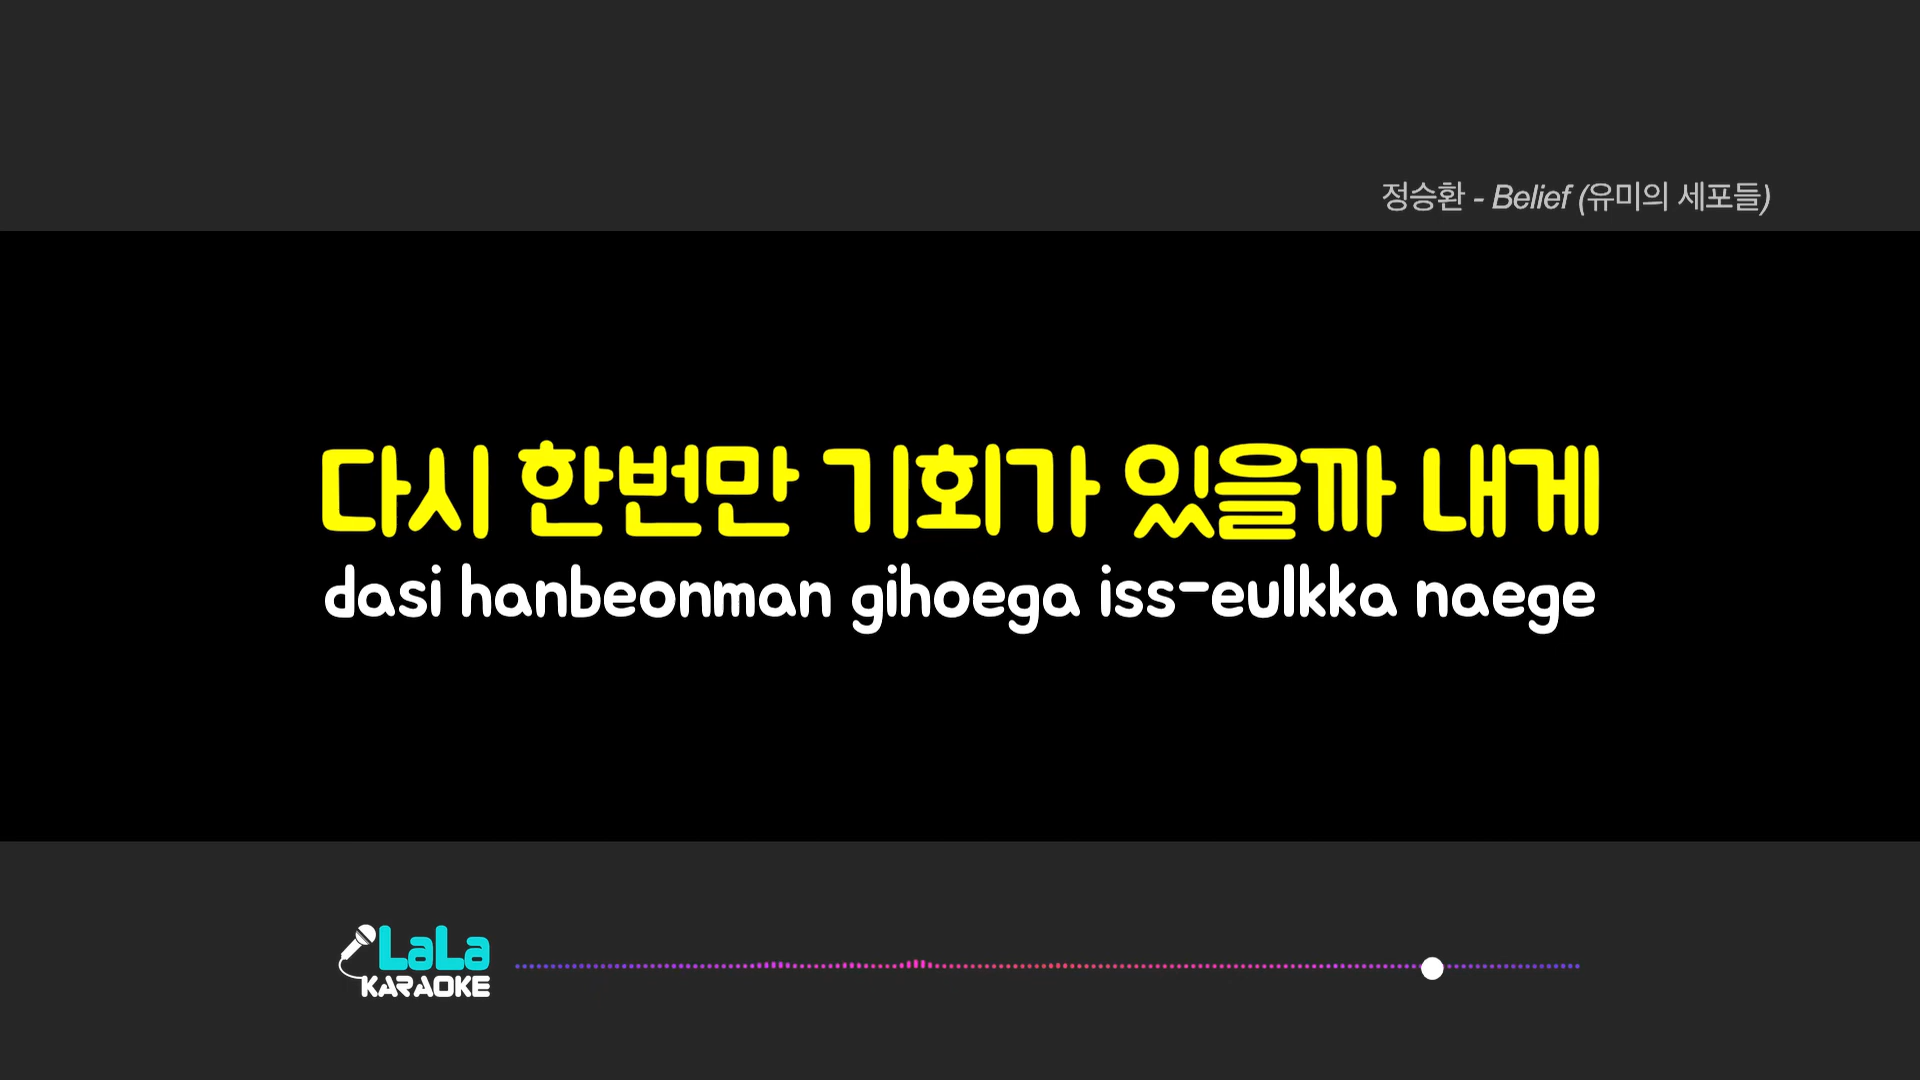 정승환 - Belief (유미의 세포들)
다시 한번만 기회가 있을까 내게
dasi hanbeonman gihoega iss-eulkka naege
LaLa
KARAOKE